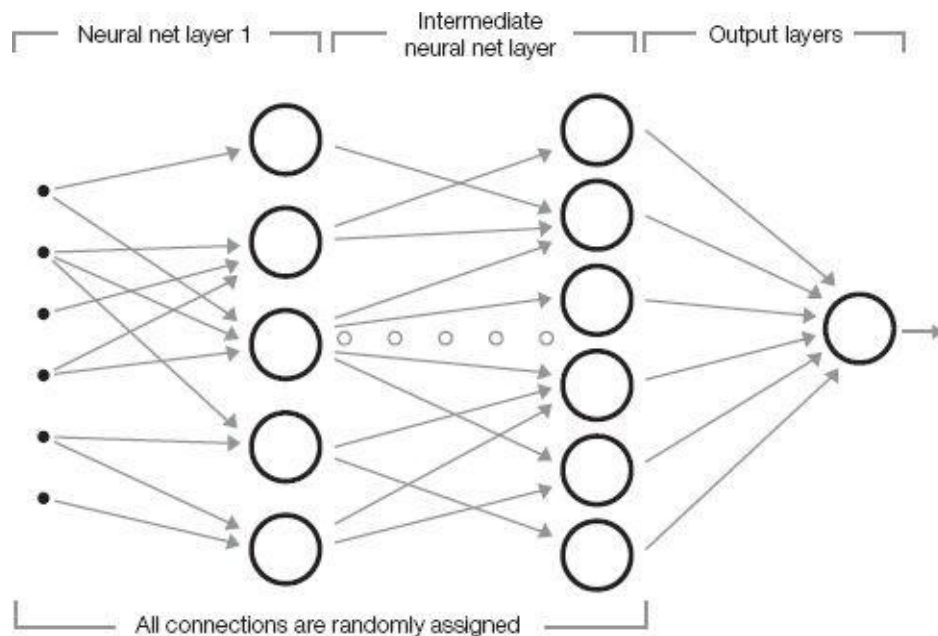 Neural net layer 1
Intermediate
neural net layer
Output layers
All connections are randomly assigned